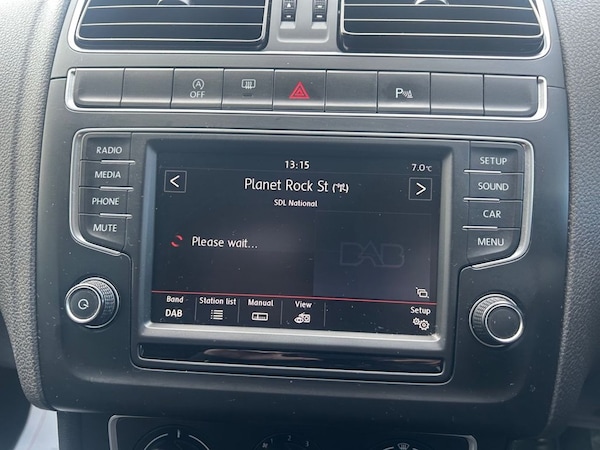 A
OFF
P
RADIO
MEDIA
PHONE
MUTE
13:15
7.0°C
< Planet Rock St >
SDL National
Please wait...
DAB
Band
DAB
Station list
Manual
View
Setup
SETUP
SOUND
CAR
MENU